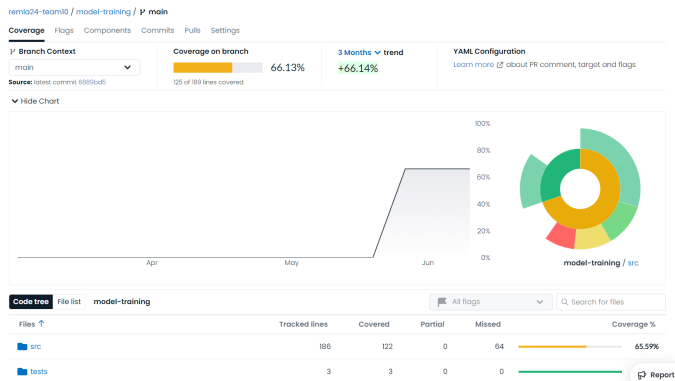 remla24-team10 / model-training / main
Coverage Flags Components Commits Pulls Settings
Branch Context
main
Source: latest commit 6889bd5
Coverage on branch
66.13%
125 of 189 lines covered
3 Months trend
+66.14%
YAML Configuration
Learn more about PR comment, target and flags
Hide Chart
100%
80%
60%
40%
20%
0%
Apr May Jun
model-training / src
Code tree File list model-training All flags Search for files
Files Tracked lines Covered Partial Missed Coverage %
src 186 122 0 64 65.59%
tests 3 3 0 0
Report